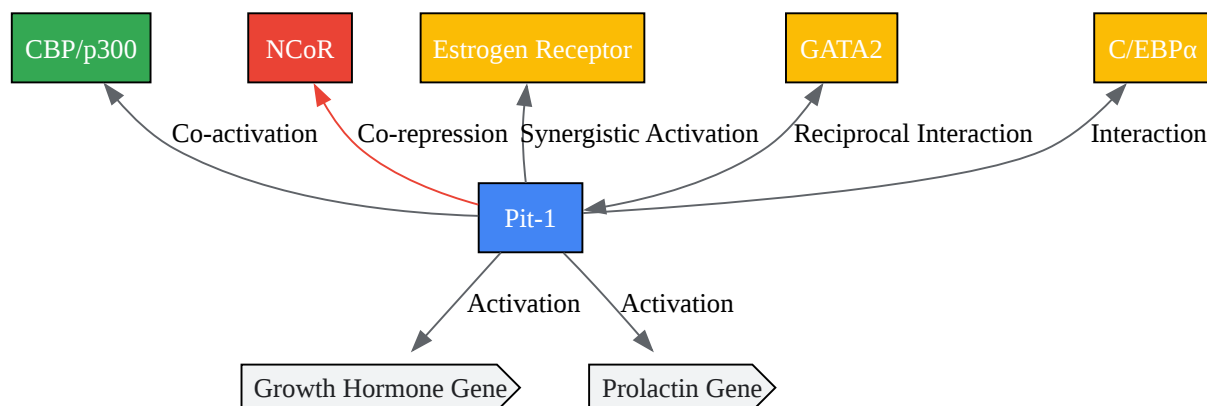 CBP/p300
NCoR
Estrogen Receptor
GATA2
C/EBPα
Co-activation
Co-repression
Synergistic Activation
Reciprocal Interaction
Interaction
Pit-1
Activation
Activation
Growth Hormone Gene
Prolactin Gene